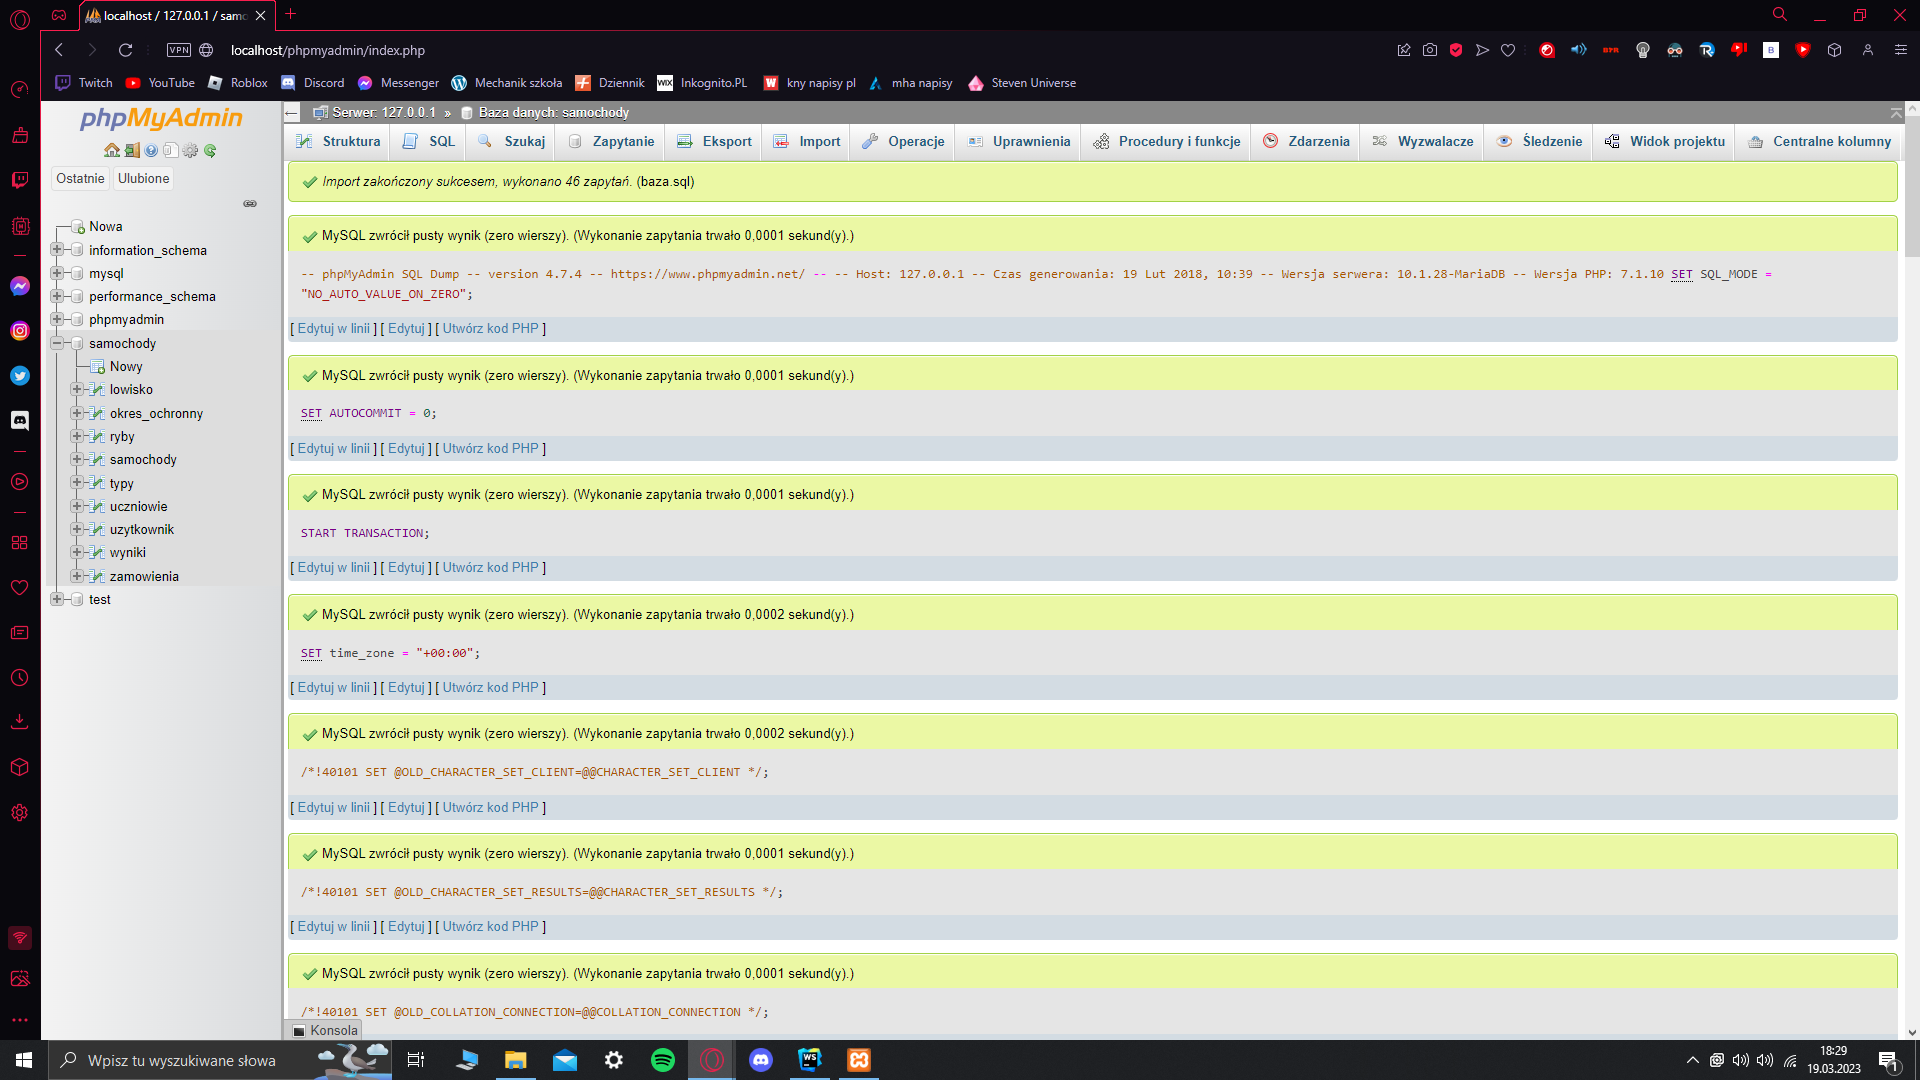 localhost / 127.0.0.1 / samo
VPN localhost/phpmyadmin/index.php
Twitch YouTube Roblox Discord Messenger Mechanik szkoła Dziennik Inkognito.PL kny napisy pl mha napisy Steven Universe
phpMyAdmin
Ostatnie Ulubione
Nowa
information_schema
mysql
performance_schema
phpmyadmin
samochody
Nowy
lowisko
okres_ochronny
ryby
samochody
typy
uczniowie
uzytkownik
wyniki
zamowienia
test
Serwer: 127.0.0.1 » Baza danych: samochody
Struktura SQL Szukaj Zapytanie Eksport Import Operacje Uprawnienia Procedury i funkcje Zdarzenia Wyzwalacze Śledzenie Widok projektu Centralne kolumny
Import zakończony sukcesem, wykonano 46 zapytań. (baza.sql)
MySQL zwrócił pusty wynik (zero wierszy). (Wykonanie zapytania trwało 0,0001 sekund(y).)
-- phpMyAdmin SQL Dump -- version 4.7.4 -- https://www.phpmyadmin.net/ -- -- Host: 127.0.0.1 -- Czas generowania: 19 Lut 2018, 10:39 -- Wersja serwera: 10.1.28-MariaDB -- Wersja PHP: 7.1.10 SET SQL_MODE =
"NO_AUTO_VALUE_ON_ZERO";
[ Edytuj w linii ] [ Edytuj ] [ Utwórz kod PHP ]
MySQL zwrócił pusty wynik (zero wierszy). (Wykonanie zapytania trwało 0,0001 sekund(y).)
SET AUTOCOMMIT = 0;
[ Edytuj w linii ] [ Edytuj ] [ Utwórz kod PHP ]
MySQL zwrócił pusty wynik (zero wierszy). (Wykonanie zapytania trwało 0,0001 sekund(y).)
START TRANSACTION;
[ Edytuj w linii ] [ Edytuj ] [ Utwórz kod PHP ]
MySQL zwrócił pusty wynik (zero wierszy). (Wykonanie zapytania trwało 0,0002 sekund(y).)
SET time_zone = "+00:00";
[ Edytuj w linii ] [ Edytuj ] [ Utwórz kod PHP ]
MySQL zwrócił pusty wynik (zero wierszy). (Wykonanie zapytania trwało 0,0002 sekund(y).)
/*!40101 SET @OLD_CHARACTER_SET_CLIENT=@@CHARACTER_SET_CLIENT */;
[ Edytuj w linii ] [ Edytuj ] [ Utwórz kod PHP ]
MySQL zwrócił pusty wynik (zero wierszy). (Wykonanie zapytania trwało 0,0001 sekund(y).)
/*!40101 SET @OLD_CHARACTER_SET_RESULTS=@@CHARACTER_SET_RESULTS */;
[ Edytuj w linii ] [ Edytuj ] [ Utwórz kod PHP ]
MySQL zwrócił pusty wynik (zero wierszy). (Wykonanie zapytania trwało 0,0001 sekund(y).)
/*!40101 SET @OLD_COLLATION_CONNECTION=@@COLLATION_CONNECTION */;
Konsola
Wpisz tu wyszukiwane słowa
18:29
19.03.2023
1